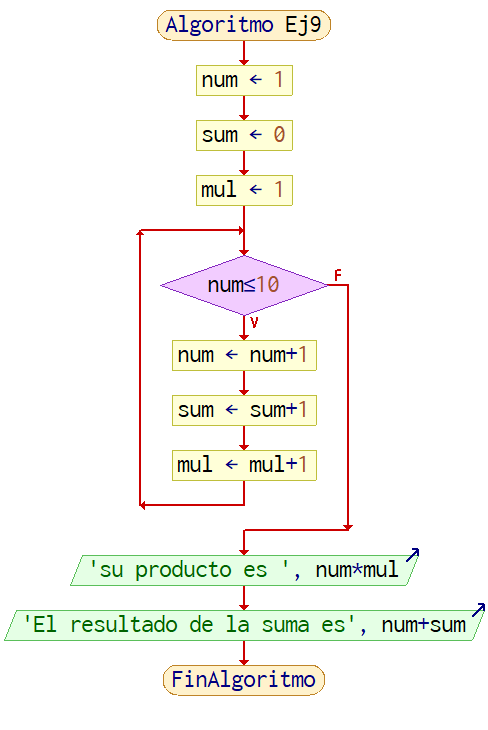 Algoritmo Ej9
num ← 1
sum ← 0
mul ← 1
num≤10
F
V
num ← num+1
sum ← sum+1
mul ← mul+1
'su producto es ', num*mul
'El resultado de la suma es', num+sum
FinAlgoritmo